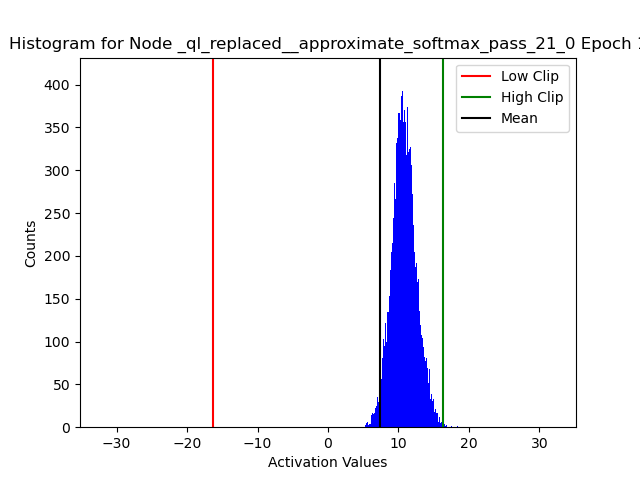 Histogram for Node _ql_replaced__approximate_softmax_pass_21_0 Epoch
Low Clip
High Clip
Mean
Counts
400
350
300
250
200
150
100
50
0
−30
−20
−10
0
10
20
30
Activation Values